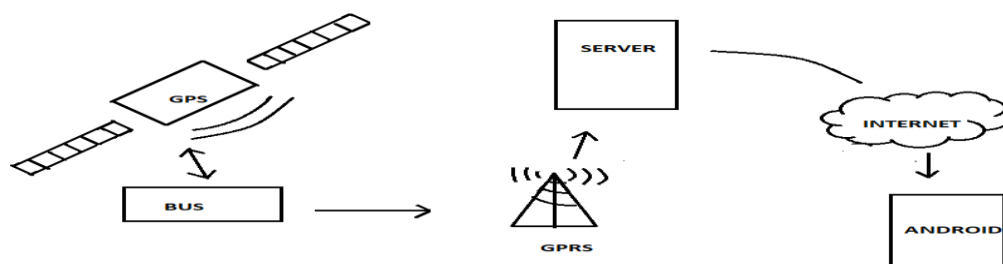 SERVER
GPS
INTERNET
BUS
GPRS
ANDROID